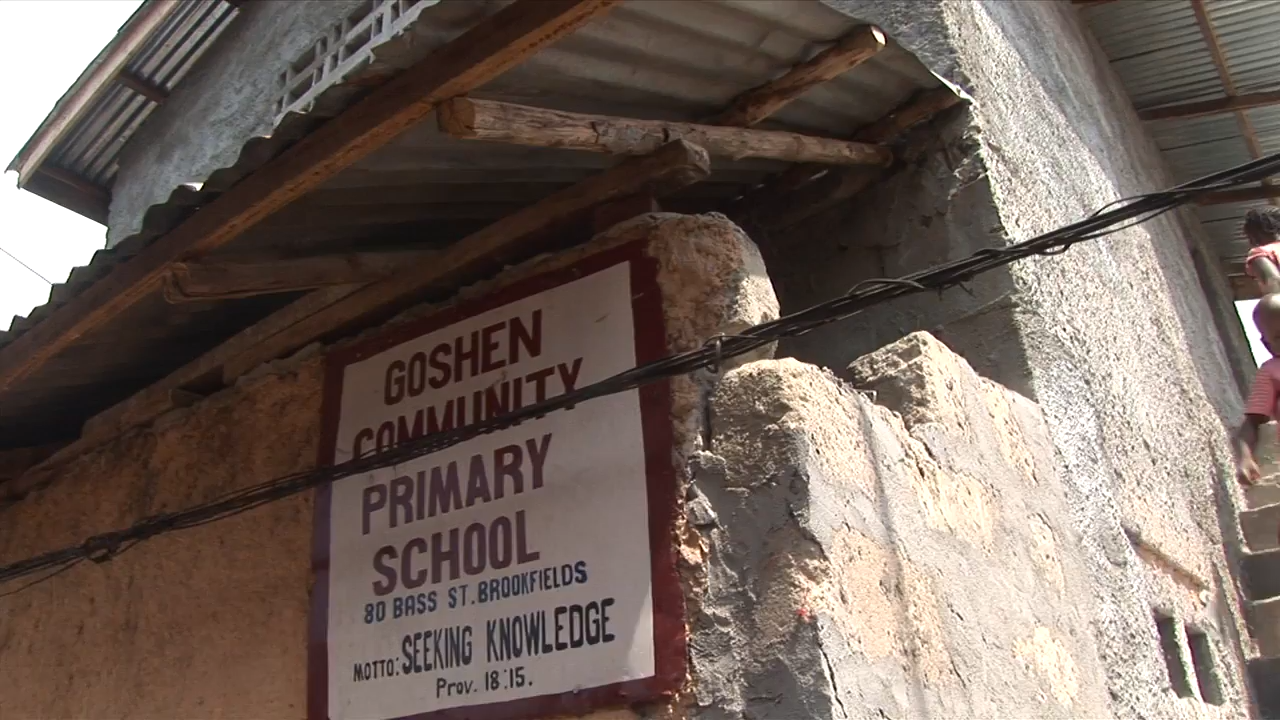 GOSHEN
COMMUNITY
PRIMARY
SCHOOL
80 BASS ST. BROOKFIELDS
MOTTO: SEEKING KNOWLEDGE
Prov. 18:15.